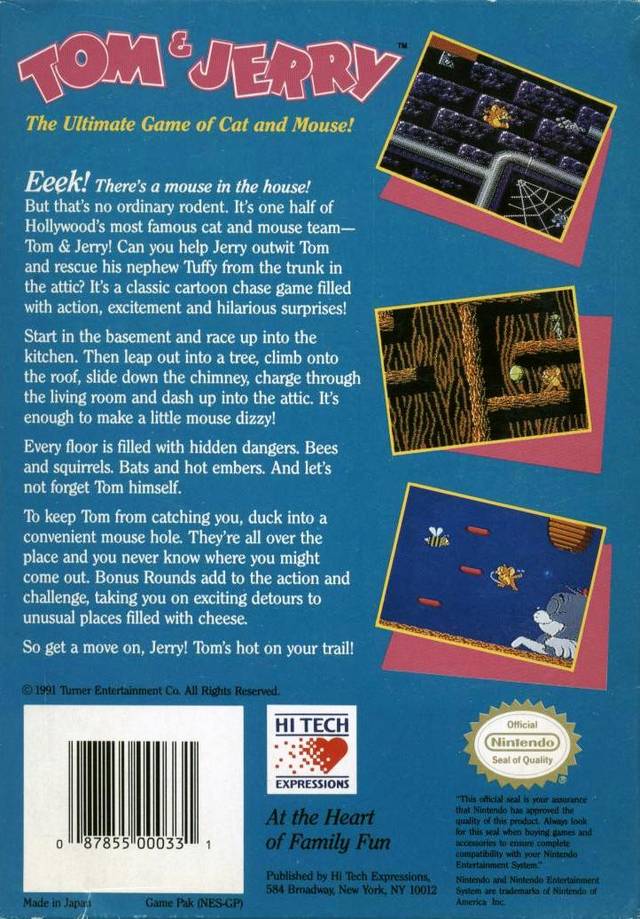 TOM & JERRY™
The Ultimate Game of Cat and Mouse!
Eeek! There's a mouse in the house!
But that's no ordinary rodent. It's one half of
Hollywood's most famous cat and mouse team—
Tom & Jerry! Can you help Jerry outwit Tom
and rescue his nephew Tuffy from the trunk in
the attic? It's a classic cartoon chase game filled
with action, excitement and hilarious surprises!
Start in the basement and race up into the
kitchen. Then leap out into a tree, climb onto
the roof, slide down the chimney, charge through
the living room and dash up into the attic. It's
enough to make a little mouse dizzy!
Every floor is filled with hidden dangers. Bees
and squirrels. Bats and hot embers. And let's
not forget Tom himself.
To keep Tom from catching you, duck into a
convenient mouse hole. They're all over the
place and you never know where you might
come out. Bonus Rounds add to the action and
challenge, taking you on exciting detours to
unusual places filled with cheese.
So get a move on, Jerry! Tom's hot on your trail!
© 1991 Turner Entertainment Co. All Rights Reserved.
0 87855 00033 1
Made in Japan
Game Pak (NES-GP)
HI TECH
EXPRESSIONS
At the Heart
of Family Fun
Published by Hi Tech Expressions,
584 Broadway, New York, NY 10012
Official
Nintendo
Seal of Quality
®
"This official seal is your assurance
that Nintendo has approved the
quality of this product. Always look
for this seal when buying games and
accessories to ensure complete
compatibility with your Nintendo
Entertainment System."
Nintendo and Nintendo Entertainment
System are trademarks of Nintendo of
America Inc.